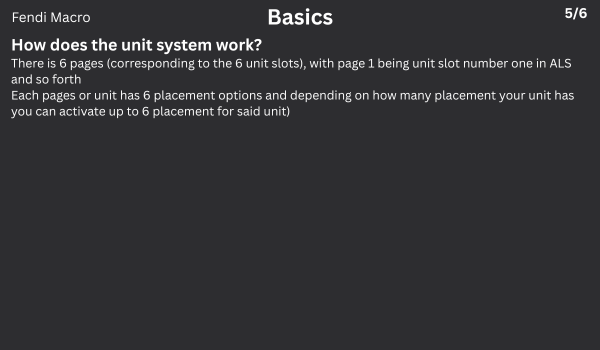 Fendi Macro
Basics
5/6
How does the unit system work?
There is 6 pages (corresponding to the 6 unit slots), with page 1 being unit slot number one in ALS
and so forth
Each pages or unit has 6 placement options and depending on how many placement your unit has
you can activate up to 6 placement for said unit)